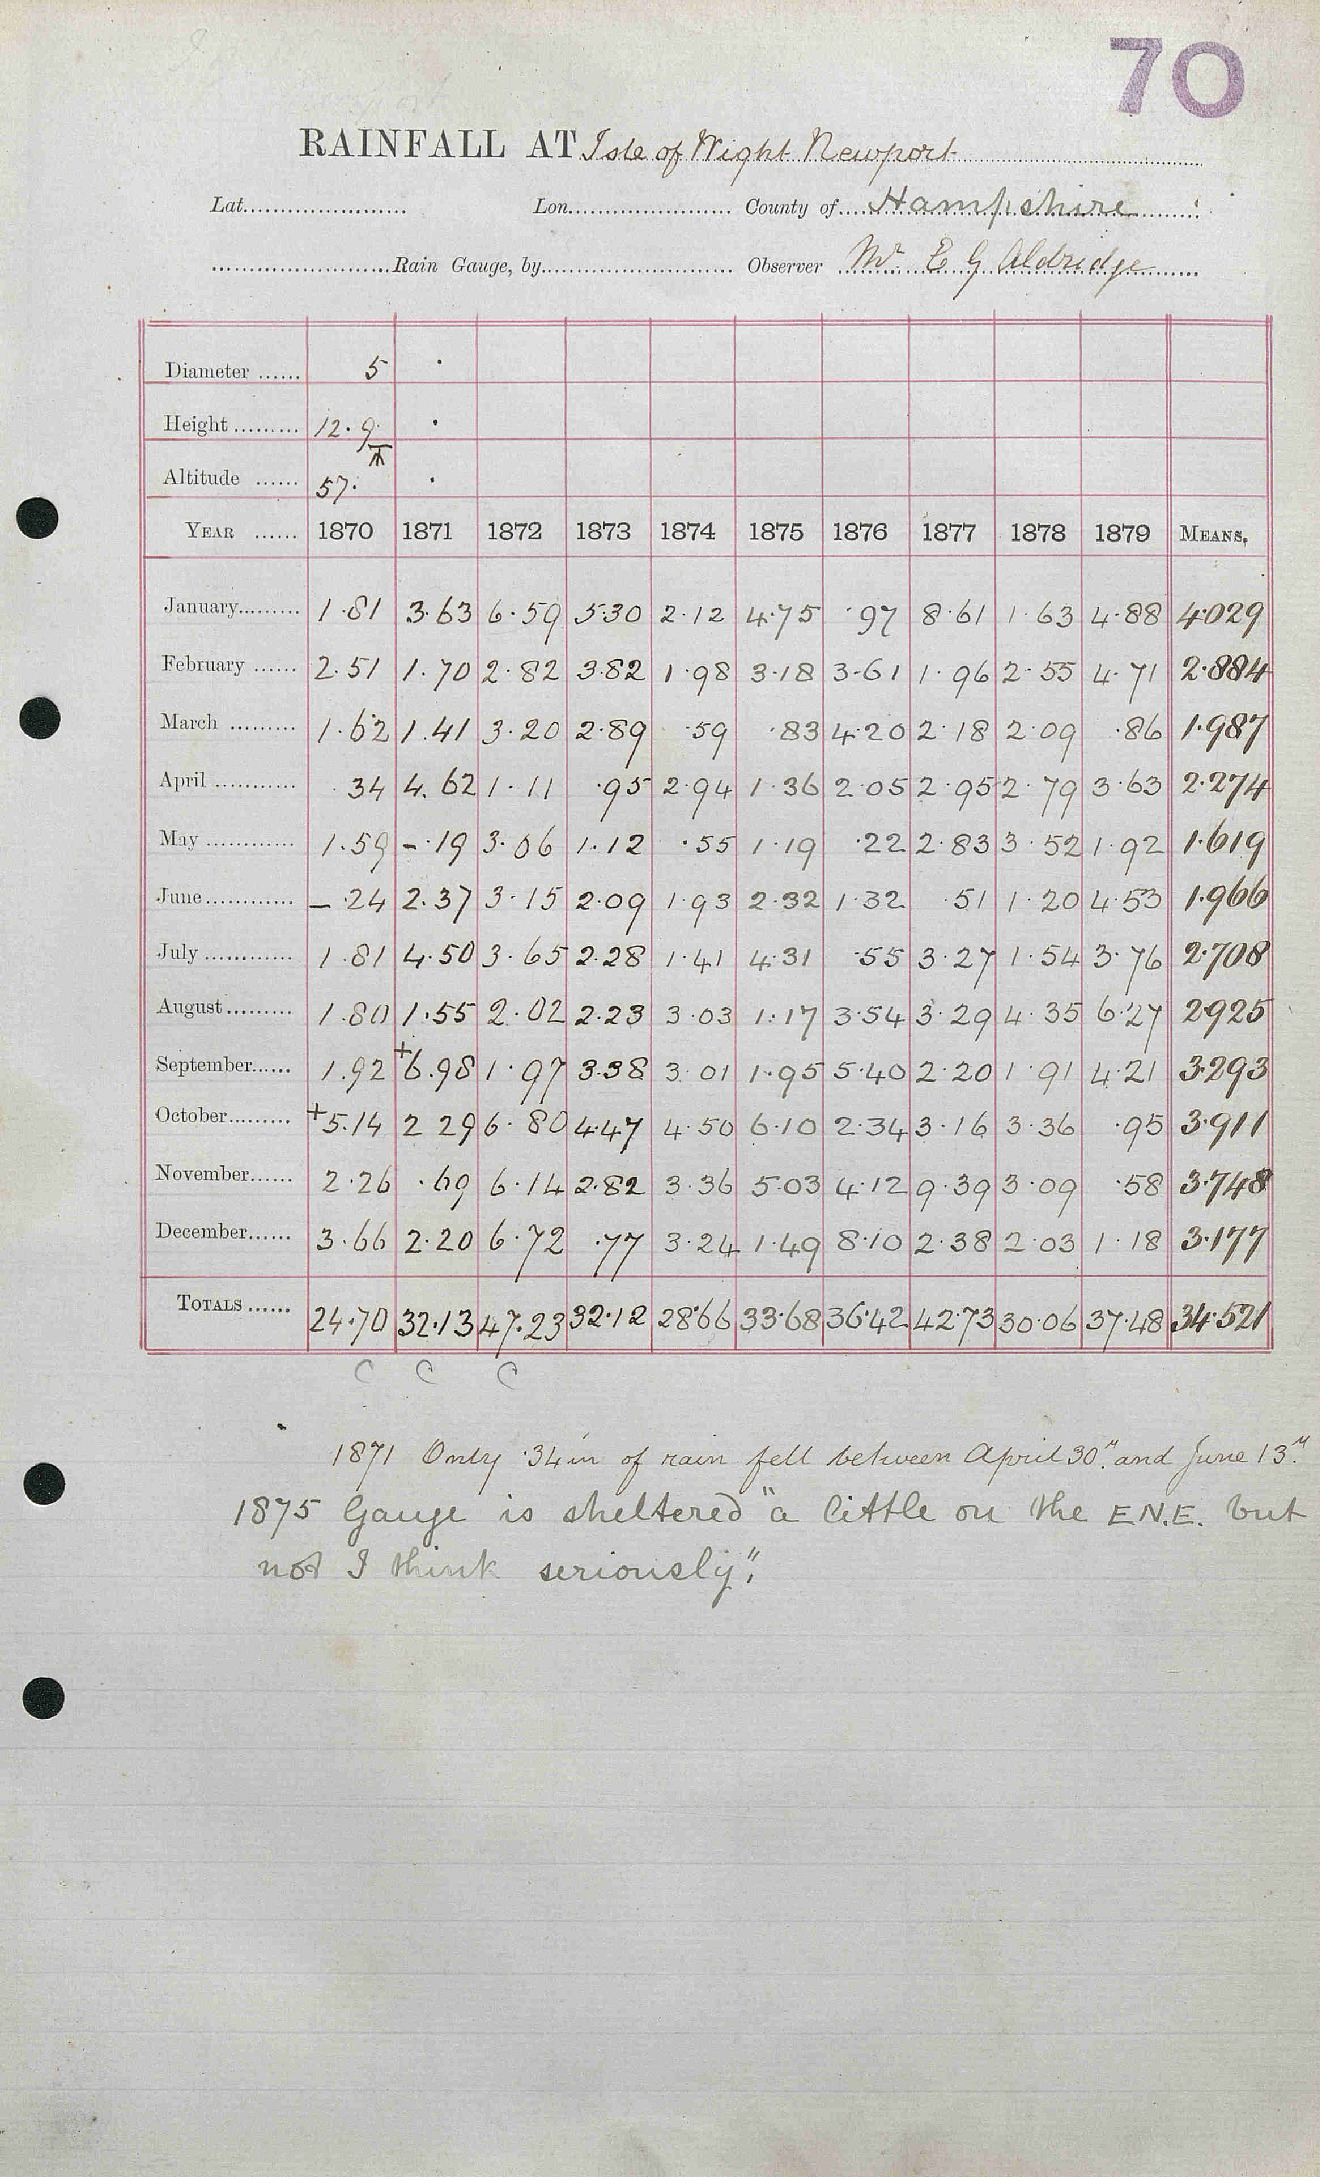 70
RAINFALL AT Isle of Wight Newport
Lat. Lon. County of Hampshire
Rain Gauge, by Observer Mr E G Aldridge
Diameter 5 ·
Height 12·9 ·
Altitude 57· ·
YEAR 1870 1871 1872 1873 1874 1875 1876 1877 1878 1879 MEANS,
January 1·81 3·63 6·59 5·30 2·12 4·75 ·97 8·61 1·63 4·88 4·029
February 2·51 1·70 2·82 3·82 1·98 3·18 3·61 1·96 2·55 4·71 2·884
March 1·62 1·41 3·20 2·89 ·59 ·83 4·20 2·18 2·09 ·86 1·987
April 34 4.62 1·11 ·95 2·94 1·36 2·05 2·95 2·79 3·63 2·274
May 1·59 -·19 3·06 1·12 ·55 1·19 ·22 2·83 3·52 1·92 1·619
June - ·24 2·37 3·15 2·09 1·93 2·32 1·32 ·51 1·20 4·53 1·966
July 1·81 4·50 3·65 2·28 1·41 4·31 ·55 3·27 1·54 3·76 2·708
August 1·80 1·55 2·02 2·23 3·03 1·17 3·54 3·29 4·35 6·27 2925
September 1.92 +6.98 1·97 3·38 3·01 1·95 5·40 2·20 1·91 4·21 3·293
October +5·14 2 29 6·80 4·47 4·50 6·10 2·34 3·16 3·36 ·95 3·911
November 2·26 ·69 6·14 2·82 3·36 5·03 4·12 9·39 3·09 ·58 3·748
December 3·66 2·20 6·72 ·77 3·24 1·49 8·10 2·38 2·03 1·18 3·177
TOTALS 24·70 32·13 47·23 32·12 28·66 33·68 36·42 42·73 30·06 37·48 34·521
C C C
1871 Only ·34 in of rain fell between April 30th and June 13th
1875 Gauge is sheltered "a little on the E.N.E. but
not I think seriously".